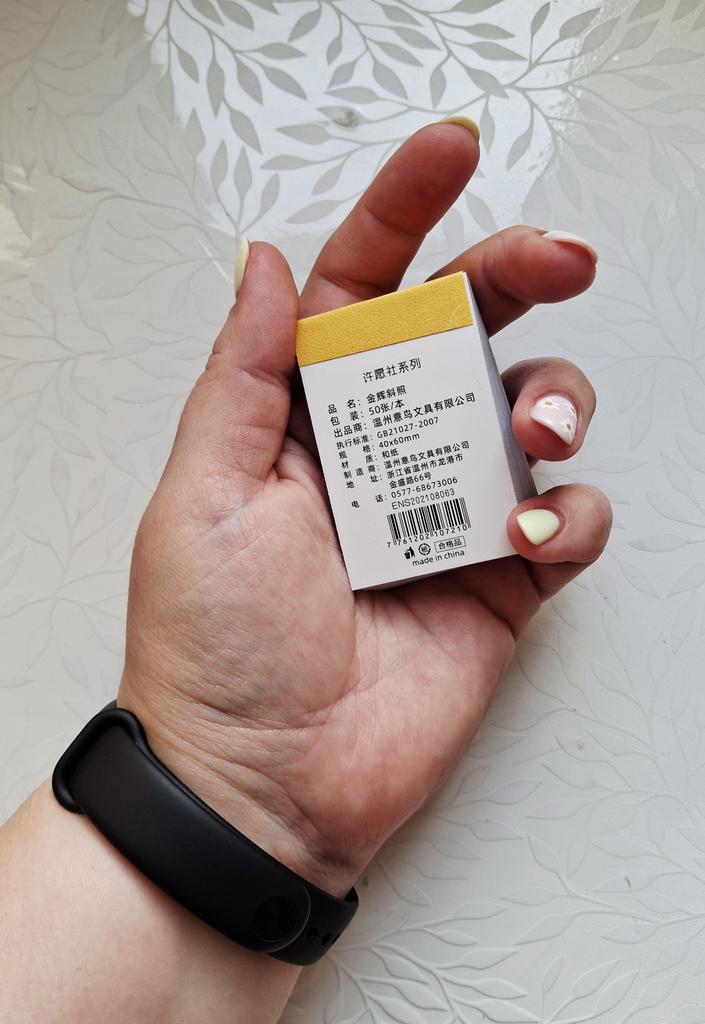 许愿社系列
品 名：金辉斜照
包 装：50张/本
出品商：温州意鸟文具有限公司
执行标准：GB21027-2007
规 格：40x60mm
材 质：和纸
制 造 商：温州意鸟文具有限公司
地 址：浙江省温州市龙港市
金盛路66号
电 话：0577-68673006
ENS202108063
7 761202 107210
纸 合格品
made in china